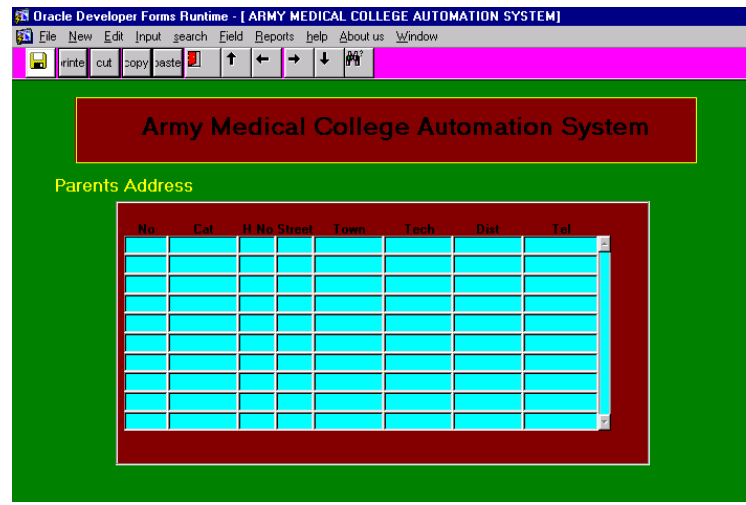 Oracle Developer Forms Runtime - [ ARMY MEDICAL COLLEGE AUTOMATION SYSTEM]
File New Edit Input search Field Reports help About us Window
rinte cut copy paste
Army Medical College Automation System
Parents Address
No Cat H No Street Town Tech Dist Tel